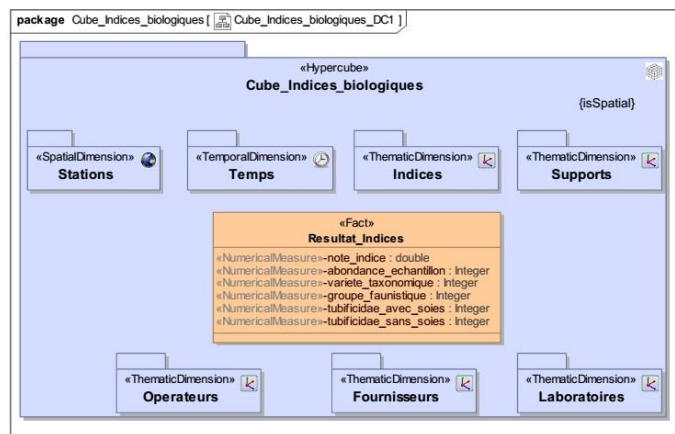 package Cube_Indices_biologiques [ Cube_Indices_biologiques_DC1 ]
«Hypercube»
Cube_Indices_biologiques
{isSpatial}
«SpatialDimension» «TemporalDimension» «ThematicDimension» «ThematicDimension»
Stations Temps Indices Supports
«Fact»
Resultat_Indices
«NumericalMeasure»-note_indice : double
«NumericalMeasure»-abondance_echantillon : Integer
«NumericalMeasure»-variete_taxonomique : Integer
«NumericalMeasure»-groupe_faunistique : Integer
«NumericalMeasure»-tubificidae_avec_soies : Integer
«NumericalMeasure»-tubificidae_sans_soies : Integer
«ThematicDimension» «ThematicDimension» «ThematicDimension»
Operateurs Fournisseurs Laboratoires